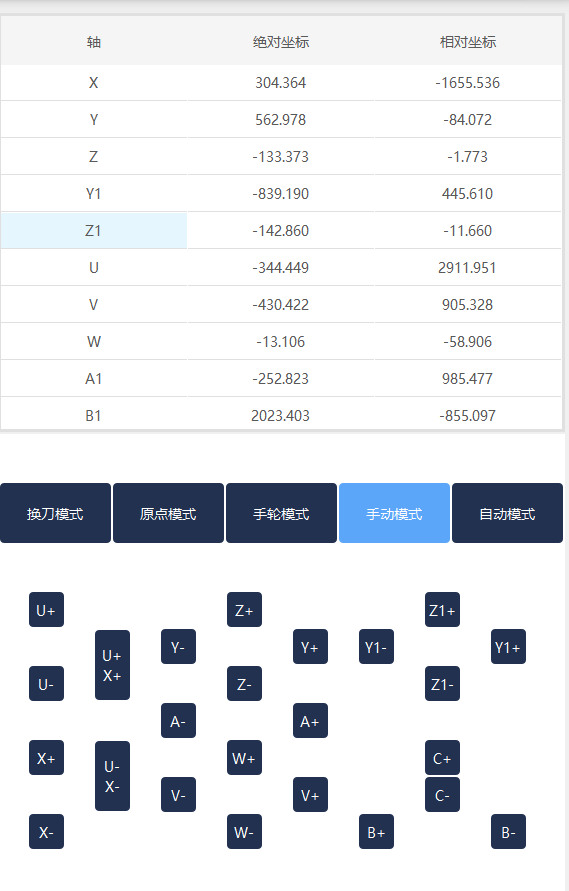 轴 绝对坐标 相对坐标
X 304.364 -1655.536
Y 562.978 -84.072
Z -133.373 -1.773
Y1 -839.190 445.610
Z1 -142.860 -11.660
U -344.449 2911.951
V -430.422 905.328
W -13.106 -58.906
A1 -252.823 985.477
B1 2023.403 -855.097
换刀模式 原点模式 手轮模式 手动模式 自动模式
U+ Z+ Z1+
U+
X+
Y- Y+ Y1- Y1+
U- Z- Z1-
A- A+
X+ W+ C+
U-
X-
V- V+ C-
X- W- B+ B-